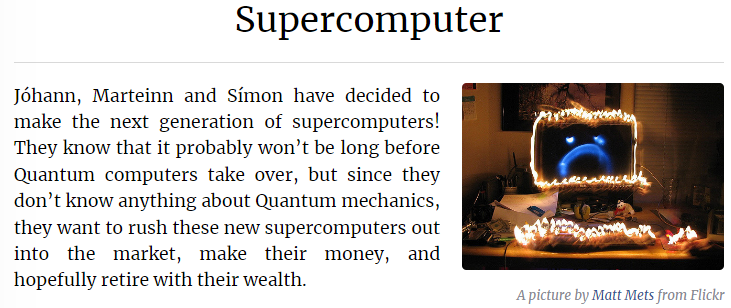 Supercomputer
Jóhann, Marteinn and Símon have decided to
make the next generation of supercomputers!
They know that it probably won’t be long before
Quantum computers take over, but since they
don’t know anything about Quantum mechanics,
they want to rush these new supercomputers out
into the market, make their money, and
hopefully retire with their wealth.
A picture by Matt Mets from Flickr